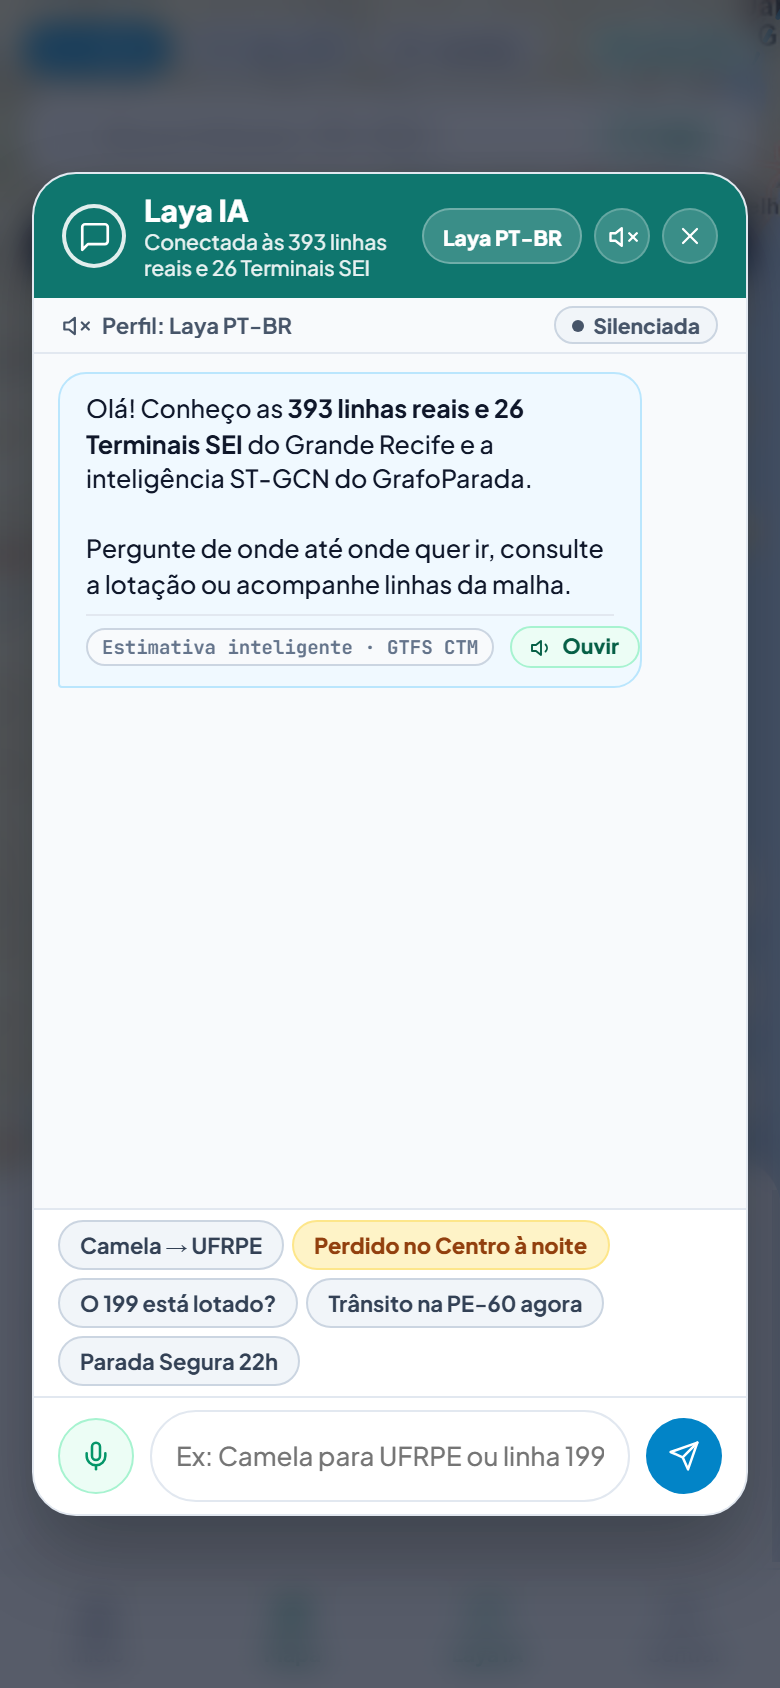 Laya IA
Conectada às 393 linhas
reais e 26 Terminais SEI
Laya PT-BR
Perfil: Laya PT-BR
Silenciada
Olá! Conheço as 393 linhas reais e 26
Terminais SEI do Grande Recife e a
inteligência ST-GCN do GrafoParada.
Pergunte de onde até onde quer ir, consulte
a lotação ou acompanhe linhas da malha.
Estimativa inteligente · GTFS CTM
Ouvir
Camela → UFRPE
Perdido no Centro à noite
O 199 está lotado?
Trânsito na PE-60 agora
Parada Segura 22h
Ex: Camela para UFRPE ou linha 199